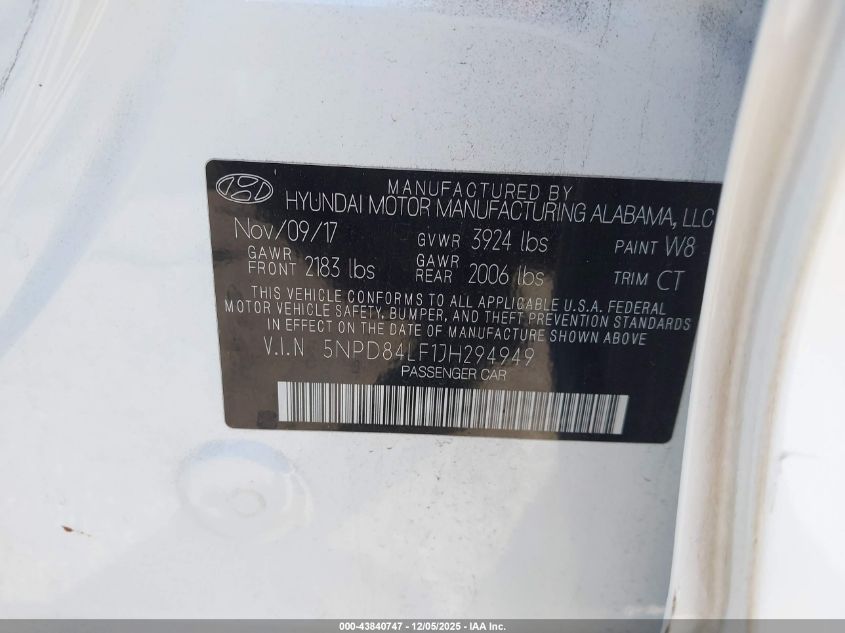 MANUFACTURED BY
HYUNDAI MOTOR MANUFACTURING ALABAMA, LLC
Nov/09/17 GVWR 3924 lbs PAINT W8
GAWR FRONT 2183 lbs GAWR REAR 2006 lbs TRIM CT
THIS VEHICLE CONFORMS TO ALL APPLICABLE U.S.A. FEDERAL
MOTOR VEHICLE SAFETY, BUMPER, AND THEFT PREVENTION STANDARDS
IN EFFECT ON THE DATE OF MANUFACTURE SHOWN ABOVE
V.I.N 5NPD84LF1JH294949
PASSENGER CAR
000-43840747 - 12/05/2025 - IAA Inc.